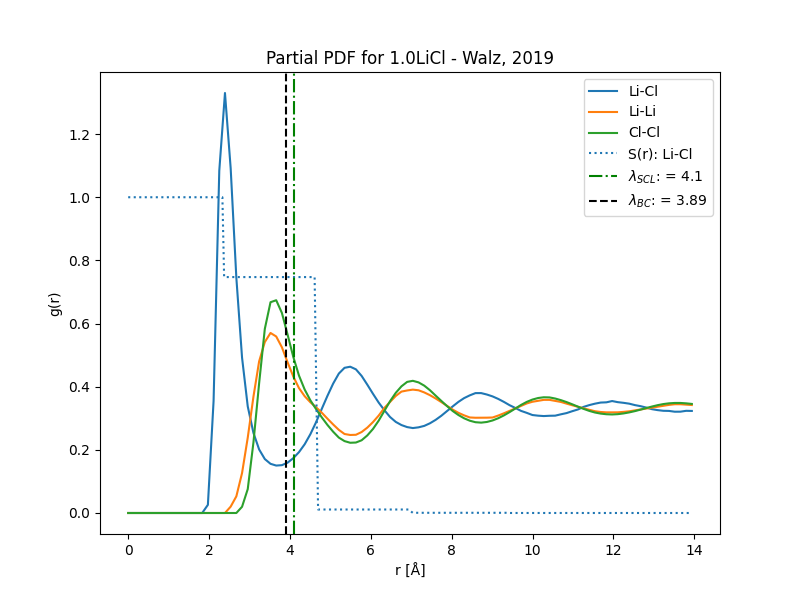 Partial PDF for 1.0LiCl - Walz, 2019
g(r)
1.2
1.0
0.8
0.6
0.4
0.2
0.0
Li-Cl
Li-Li
Cl-Cl
S(r): Li-Cl
λSCL: = 4.1
λBC: = 3.89
0 2 4 6 8 10 12 14
r [Å]